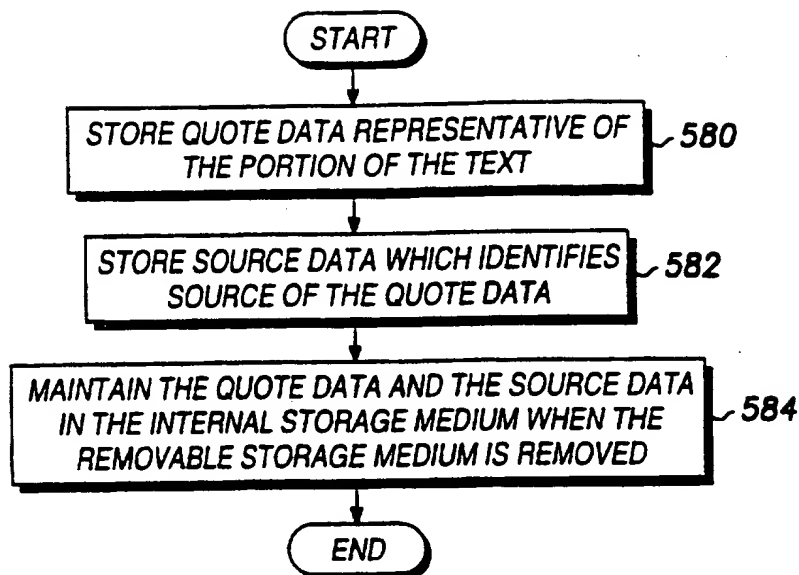 START
STORE QUOTE DATA REPRESENTATIVE OF
THE PORTION OF THE TEXT
580
STORE SOURCE DATA WHICH IDENTIFIES
SOURCE OF THE QUOTE DATA
582
MAINTAIN THE QUOTE DATA AND THE SOURCE DATA
IN THE INTERNAL STORAGE MEDIUM WHEN THE
REMOVABLE STORAGE MEDIUM IS REMOVED
584
END